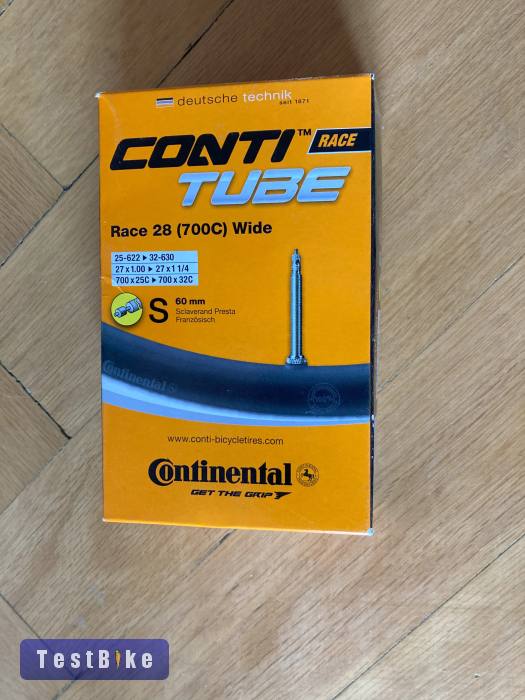 deutsche technik
seit 1871
CONTI™ RACE
TUBE
Race 28 (700C) Wide
25-622 ▸ 32-630
27 x 1.00 ▸ 27 x 1 1/4
700 x 25C ▸ 700 x 32C
S 60 mm
Sclaverand Presta
Französisch
Continental
www.conti-bicycletires.com
Continental
GET THE GRIP
TestBike